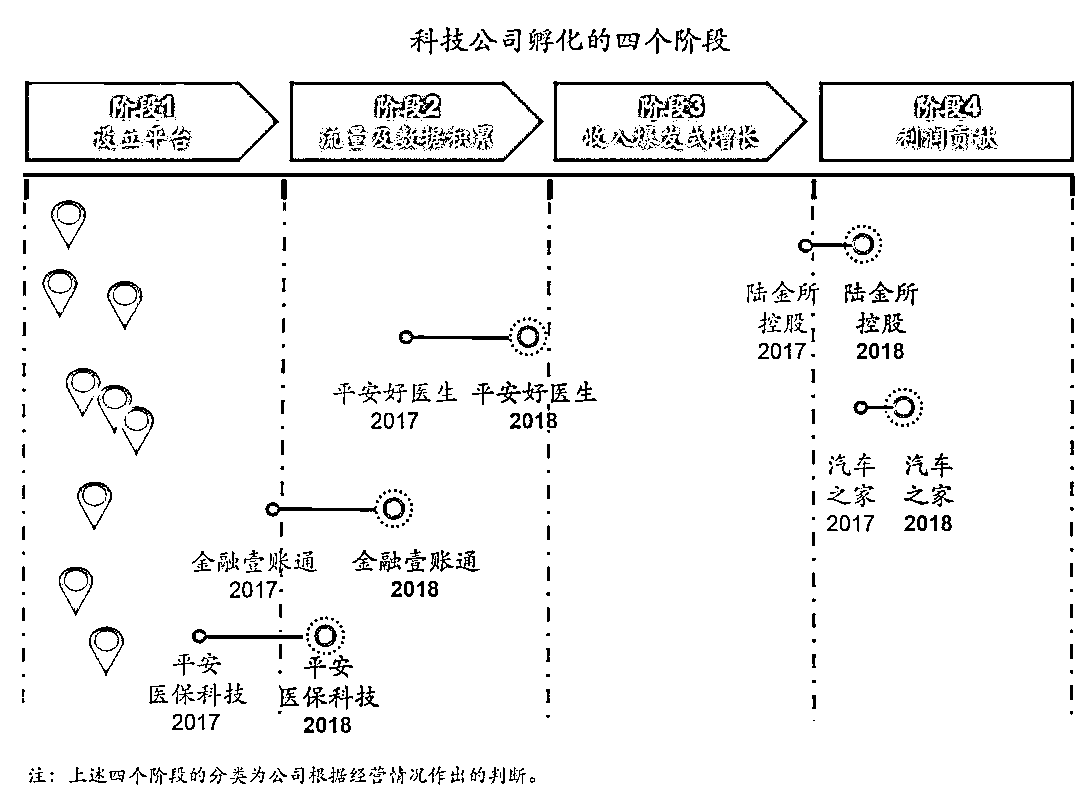 科技公司孵化的四个阶段
阶段1
设立平台
阶段2
流量及数据积累
阶段3
收入爆发式增长
阶段4
利润贡献
陆金所
控股
2017
陆金所
控股
2018
平安好医生
2017
平安好医生
2018
汽车
之家
2017
汽车
之家
2018
金融壹账通
2017
金融壹账通
2018
平安
医保科技
2017
平安
医保科技
2018
注：上述四个阶段的分类为公司根据经营情况作出的判断。